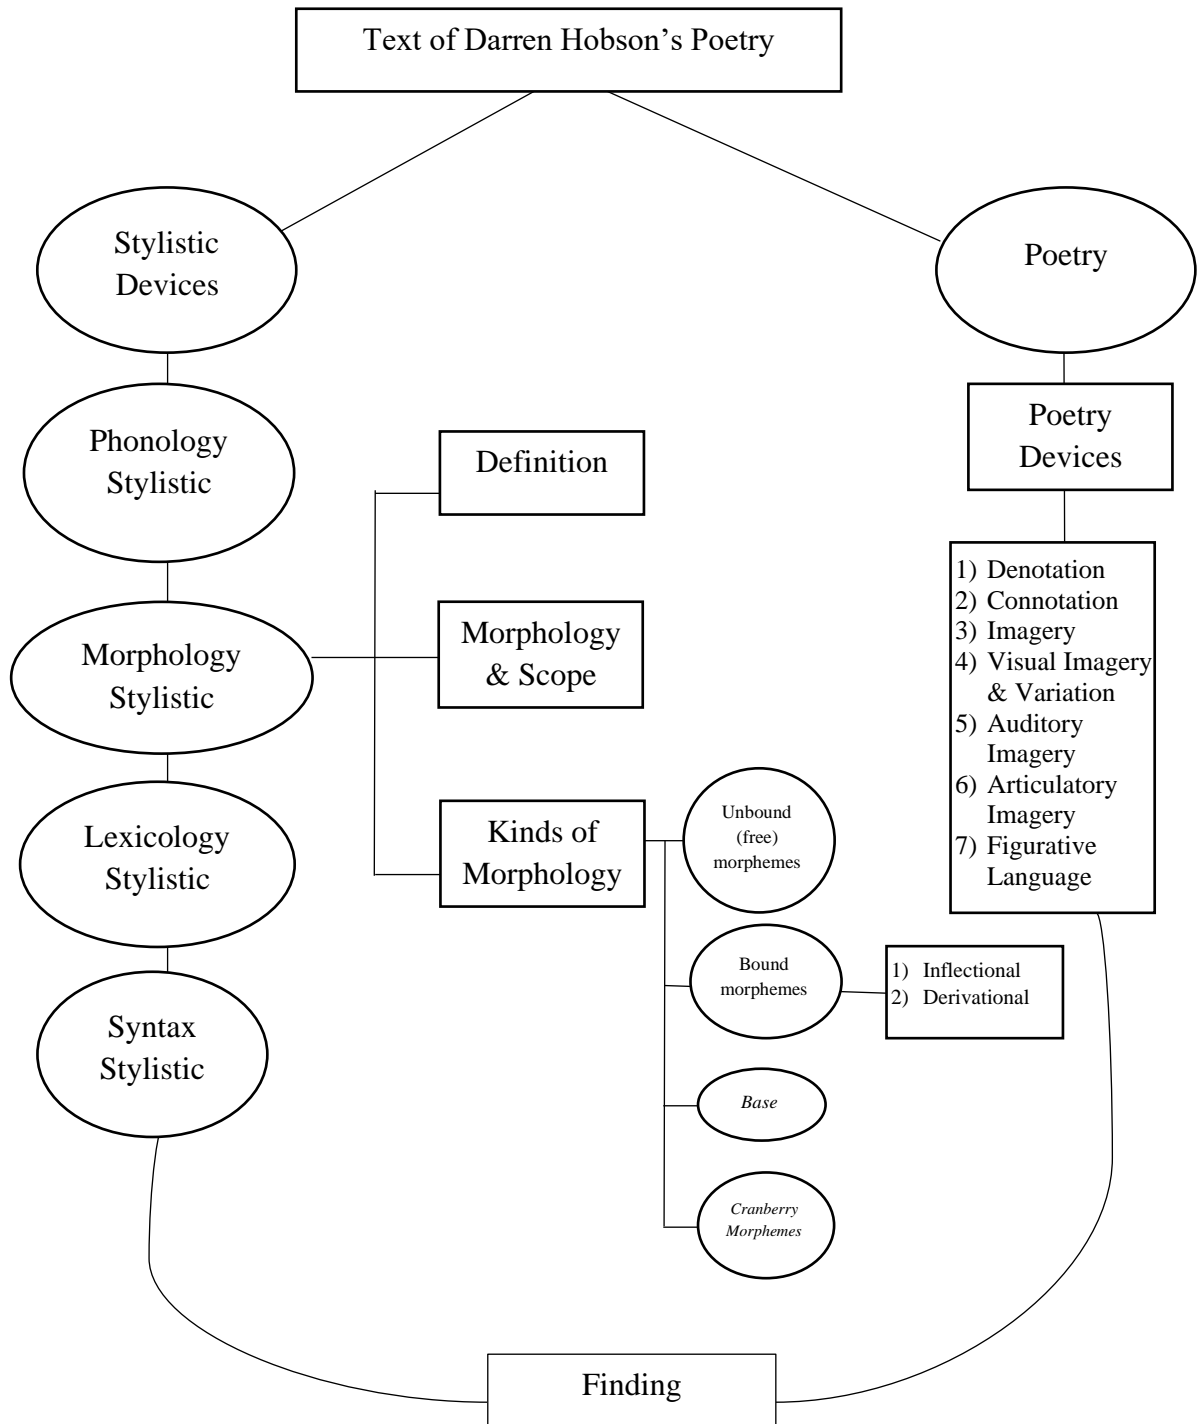 Text of Darren Hobson’s Poetry
Stylistic
Devices
Poetry
Phonology
Stylistic
Definition
Poetry
Devices
Morphology
Stylistic
Morphology
& Scope
1) Denotation
2) Connotation
3) Imagery
4) Visual Imagery
& Variation
5) Auditory
Imagery
6) Articulatory
Imagery
7) Figurative
Language
Lexicology
Stylistic
Kinds of
Morphology
Unbound
(free)
morphemes
Bound
morphemes
1) Inflectional
2) Derivational
Syntax
Stylistic
Base
Cranberry
Morphemes
Finding